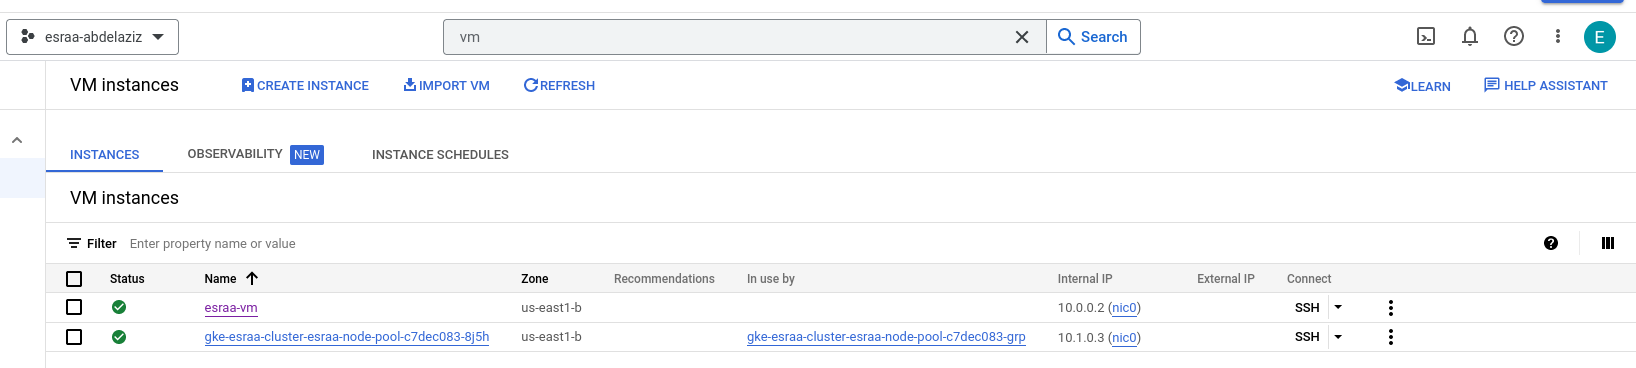 esraa-abdelaziz vm Search E
VM instances CREATE INSTANCE IMPORT VM REFRESH LEARN HELP ASSISTANT
INSTANCES OBSERVABILITY NEW INSTANCE SCHEDULES
VM instances
Filter Enter property name or value
Status Name Zone Recommendations In use by Internal IP External IP Connect
esraa-vm us-east1-b 10.0.0.2 (nic0) SSH
gke-esraa-cluster-esraa-node-pool-c7dec083-8j5h us-east1-b gke-esraa-cluster-esraa-node-pool-c7dec083-grp 10.1.0.3 (nic0) SSH